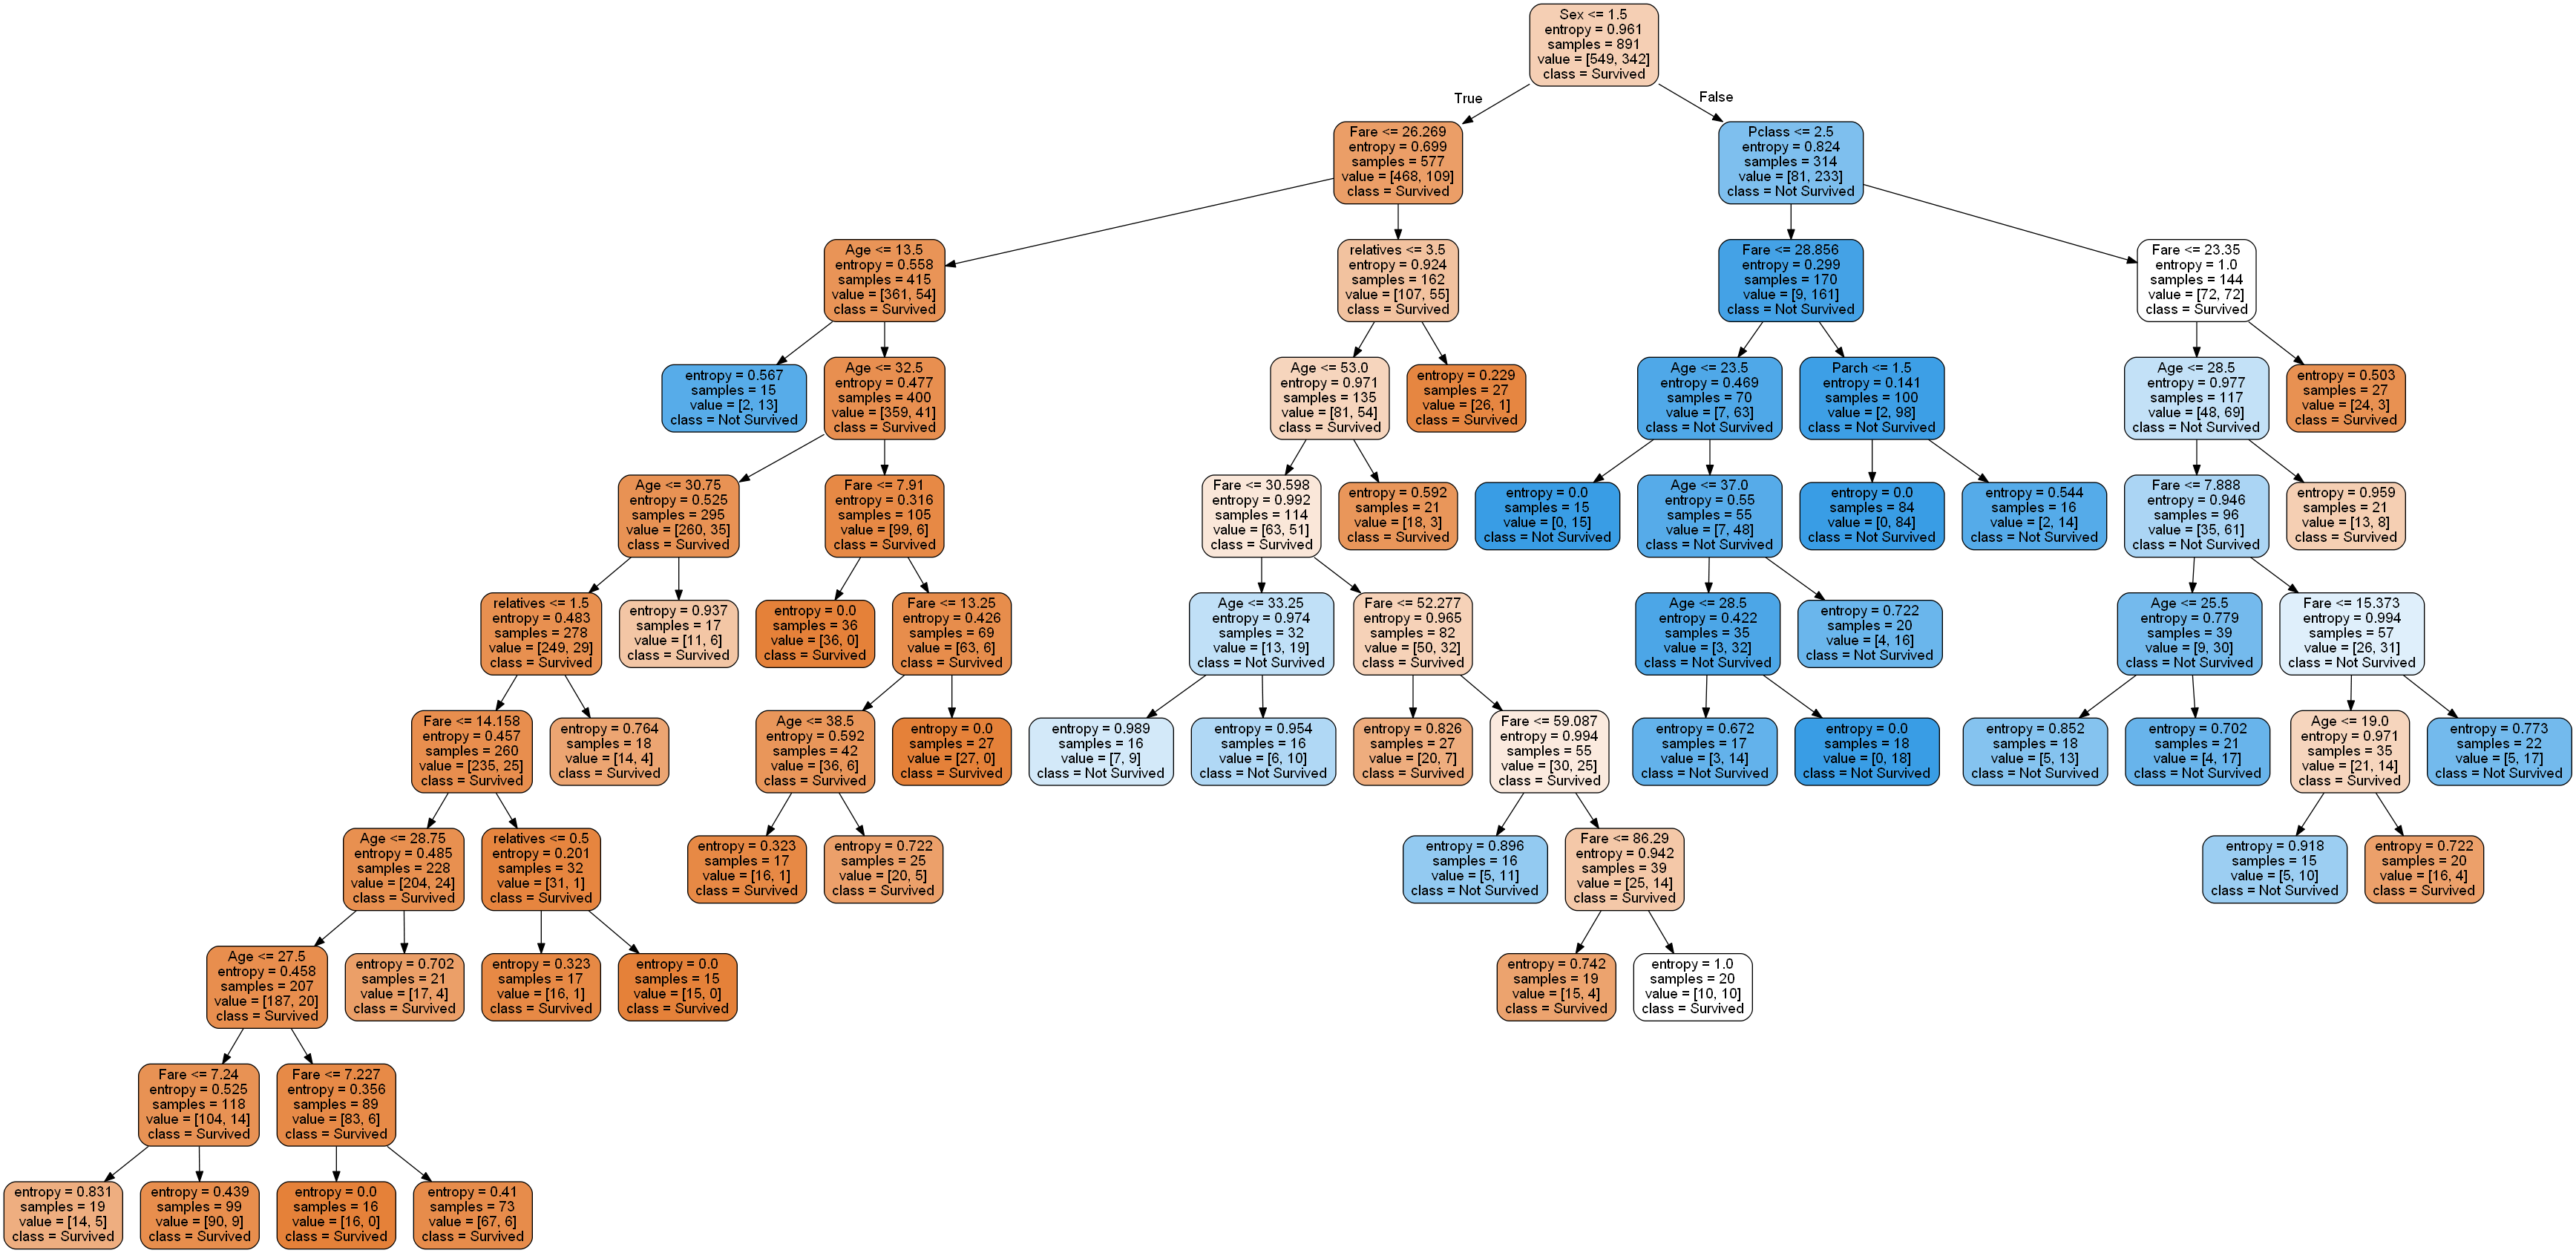 Sex <= 1.5
entropy = 0.961
samples = 891
value = [549, 342]
class = Survived
True
False
Fare <= 26.269
entropy = 0.699
samples = 577
value = [468, 109]
class = Survived
Pclass <= 2.5
entropy = 0.824
samples = 314
value = [81, 233]
class = Not Survived
Age <= 13.5
entropy = 0.558
samples = 415
value = [361, 54]
class = Survived
relatives <= 3.5
entropy = 0.924
samples = 162
value = [107, 55]
class = Survived
Fare <= 28.856
entropy = 0.299
samples = 170
value = [9, 161]
class = Not Survived
Fare <= 23.35
entropy = 1.0
samples = 144
value = [72, 72]
class = Survived
entropy = 0.567
samples = 15
value = [2, 13]
class = Not Survived
Age <= 32.5
entropy = 0.477
samples = 400
value = [359, 41]
class = Survived
Age <= 53.0
entropy = 0.971
samples = 135
value = [81, 54]
class = Survived
entropy = 0.229
samples = 27
value = [26, 1]
class = Survived
Age <= 23.5
entropy = 0.469
samples = 70
value = [7, 63]
class = Not Survived
Parch <= 1.5
entropy = 0.141
samples = 100
value = [2, 98]
class = Not Survived
Age <= 28.5
entropy = 0.977
samples = 117
value = [48, 69]
class = Not Survived
entropy = 0.503
samples = 27
value = [24, 3]
class = Survived
Age <= 30.75
entropy = 0.525
samples = 295
value = [260, 35]
class = Survived
Fare <= 7.91
entropy = 0.316
samples = 105
value = [99, 6]
class = Survived
Fare <= 30.598
entropy = 0.992
samples = 114
value = [63, 51]
class = Survived
entropy = 0.592
samples = 21
value = [18, 3]
class = Survived
entropy = 0.0
samples = 15
value = [0, 15]
class = Not Survived
Age <= 37.0
entropy = 0.55
samples = 55
value = [7, 48]
class = Not Survived
entropy = 0.0
samples = 84
value = [0, 84]
class = Not Survived
entropy = 0.544
samples = 16
value = [2, 14]
class = Not Survived
Fare <= 7.888
entropy = 0.946
samples = 96
value = [35, 61]
class = Not Survived
entropy = 0.959
samples = 21
value = [13, 8]
class = Survived
relatives <= 1.5
entropy = 0.483
samples = 278
value = [249, 29]
class = Survived
entropy = 0.937
samples = 17
value = [11, 6]
class = Survived
entropy = 0.0
samples = 36
value = [36, 0]
class = Survived
Fare <= 13.25
entropy = 0.426
samples = 69
value = [63, 6]
class = Survived
Age <= 33.25
entropy = 0.974
samples = 32
value = [13, 19]
class = Not Survived
Fare <= 52.277
entropy = 0.965
samples = 82
value = [50, 32]
class = Survived
Age <= 28.5
entropy = 0.422
samples = 35
value = [3, 32]
class = Not Survived
entropy = 0.722
samples = 20
value = [4, 16]
class = Not Survived
Age <= 25.5
entropy = 0.779
samples = 39
value = [9, 30]
class = Not Survived
Fare <= 15.373
entropy = 0.994
samples = 57
value = [26, 31]
class = Not Survived
Fare <= 14.158
entropy = 0.457
samples = 260
value = [235, 25]
class = Survived
entropy = 0.764
samples = 18
value = [14, 4]
class = Survived
Age <= 38.5
entropy = 0.592
samples = 42
value = [36, 6]
class = Survived
entropy = 0.0
samples = 27
value = [27, 0]
class = Survived
entropy = 0.989
samples = 16
value = [7, 9]
class = Not Survived
entropy = 0.954
samples = 16
value = [6, 10]
class = Not Survived
entropy = 0.826
samples = 27
value = [20, 7]
class = Survived
Fare <= 59.087
entropy = 0.994
samples = 55
value = [30, 25]
class = Survived
entropy = 0.672
samples = 17
value = [3, 14]
class = Not Survived
entropy = 0.0
samples = 18
value = [0, 18]
class = Not Survived
entropy = 0.852
samples = 18
value = [5, 13]
class = Not Survived
entropy = 0.702
samples = 21
value = [4, 17]
class = Not Survived
Age <= 19.0
entropy = 0.971
samples = 35
value = [21, 14]
class = Survived
entropy = 0.773
samples = 22
value = [5, 17]
class = Not Survived
Age <= 28.75
entropy = 0.485
samples = 228
value = [204, 24]
class = Survived
relatives <= 0.5
entropy = 0.201
samples = 32
value = [31, 1]
class = Survived
entropy = 0.323
samples = 17
value = [16, 1]
class = Survived
entropy = 0.722
samples = 25
value = [20, 5]
class = Survived
entropy = 0.896
samples = 16
value = [5, 11]
class = Not Survived
Fare <= 86.29
entropy = 0.942
samples = 39
value = [25, 14]
class = Survived
entropy = 0.918
samples = 15
value = [5, 10]
class = Not Survived
entropy = 0.722
samples = 20
value = [16, 4]
class = Survived
Age <= 27.5
entropy = 0.458
samples = 207
value = [187, 20]
class = Survived
entropy = 0.702
samples = 21
value = [17, 4]
class = Survived
entropy = 0.323
samples = 17
value = [16, 1]
class = Survived
entropy = 0.0
samples = 15
value = [15, 0]
class = Survived
entropy = 0.742
samples = 19
value = [15, 4]
class = Survived
entropy = 1.0
samples = 20
value = [10, 10]
class = Survived
Fare <= 7.24
entropy = 0.525
samples = 118
value = [104, 14]
class = Survived
Fare <= 7.227
entropy = 0.356
samples = 89
value = [83, 6]
class = Survived
entropy = 0.831
samples = 19
value = [14, 5]
class = Survived
entropy = 0.439
samples = 99
value = [90, 9]
class = Survived
entropy = 0.0
samples = 16
value = [16, 0]
class = Survived
entropy = 0.41
samples = 73
value = [67, 6]
class = Survived